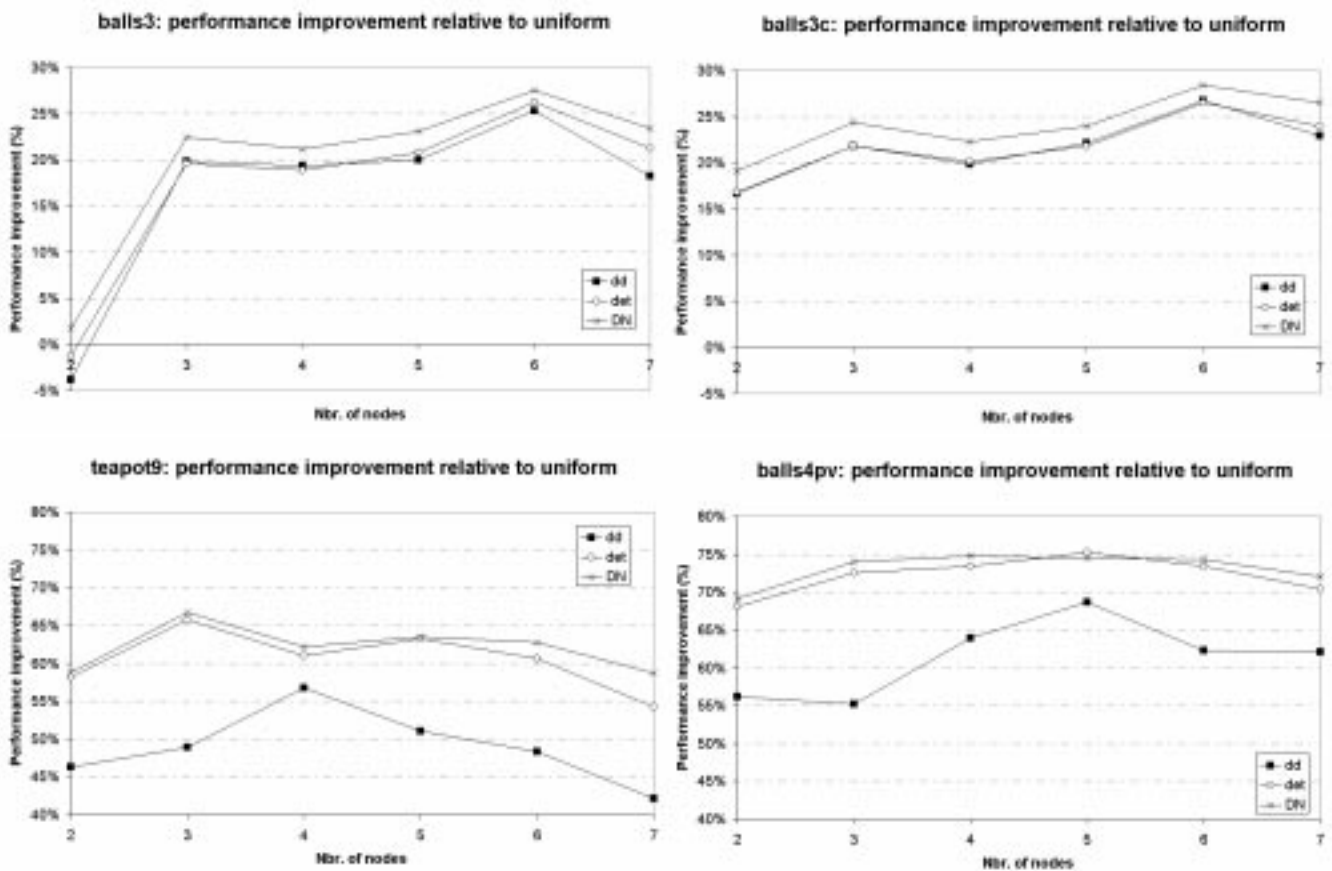 balls3: performance improvement relative to uniform
Performance improvement (%)
30%
25%
20%
15%
10%
5%
0%
-5%
2 3 4 5 6 7
Nbr. of nodes
dd
det
DN
balls3c: performance improvement relative to uniform
Performance improvement (%)
30%
25%
20%
15%
10%
5%
0%
-5%
2 3 4 5 6 7
Nbr. of nodes
dd
det
DN
teapot9: performance improvement relative to uniform
Performance improvement (%)
80%
75%
70%
65%
60%
55%
50%
45%
40%
2 3 4 5 6 7
Nbr. of nodes
dd
det
DN
balls4pv: performance improvement relative to uniform
Performance improvement (%)
80%
75%
70%
65%
60%
55%
50%
45%
40%
2 3 4 5 6 7
Nbr. of nodes
dd
det
DN